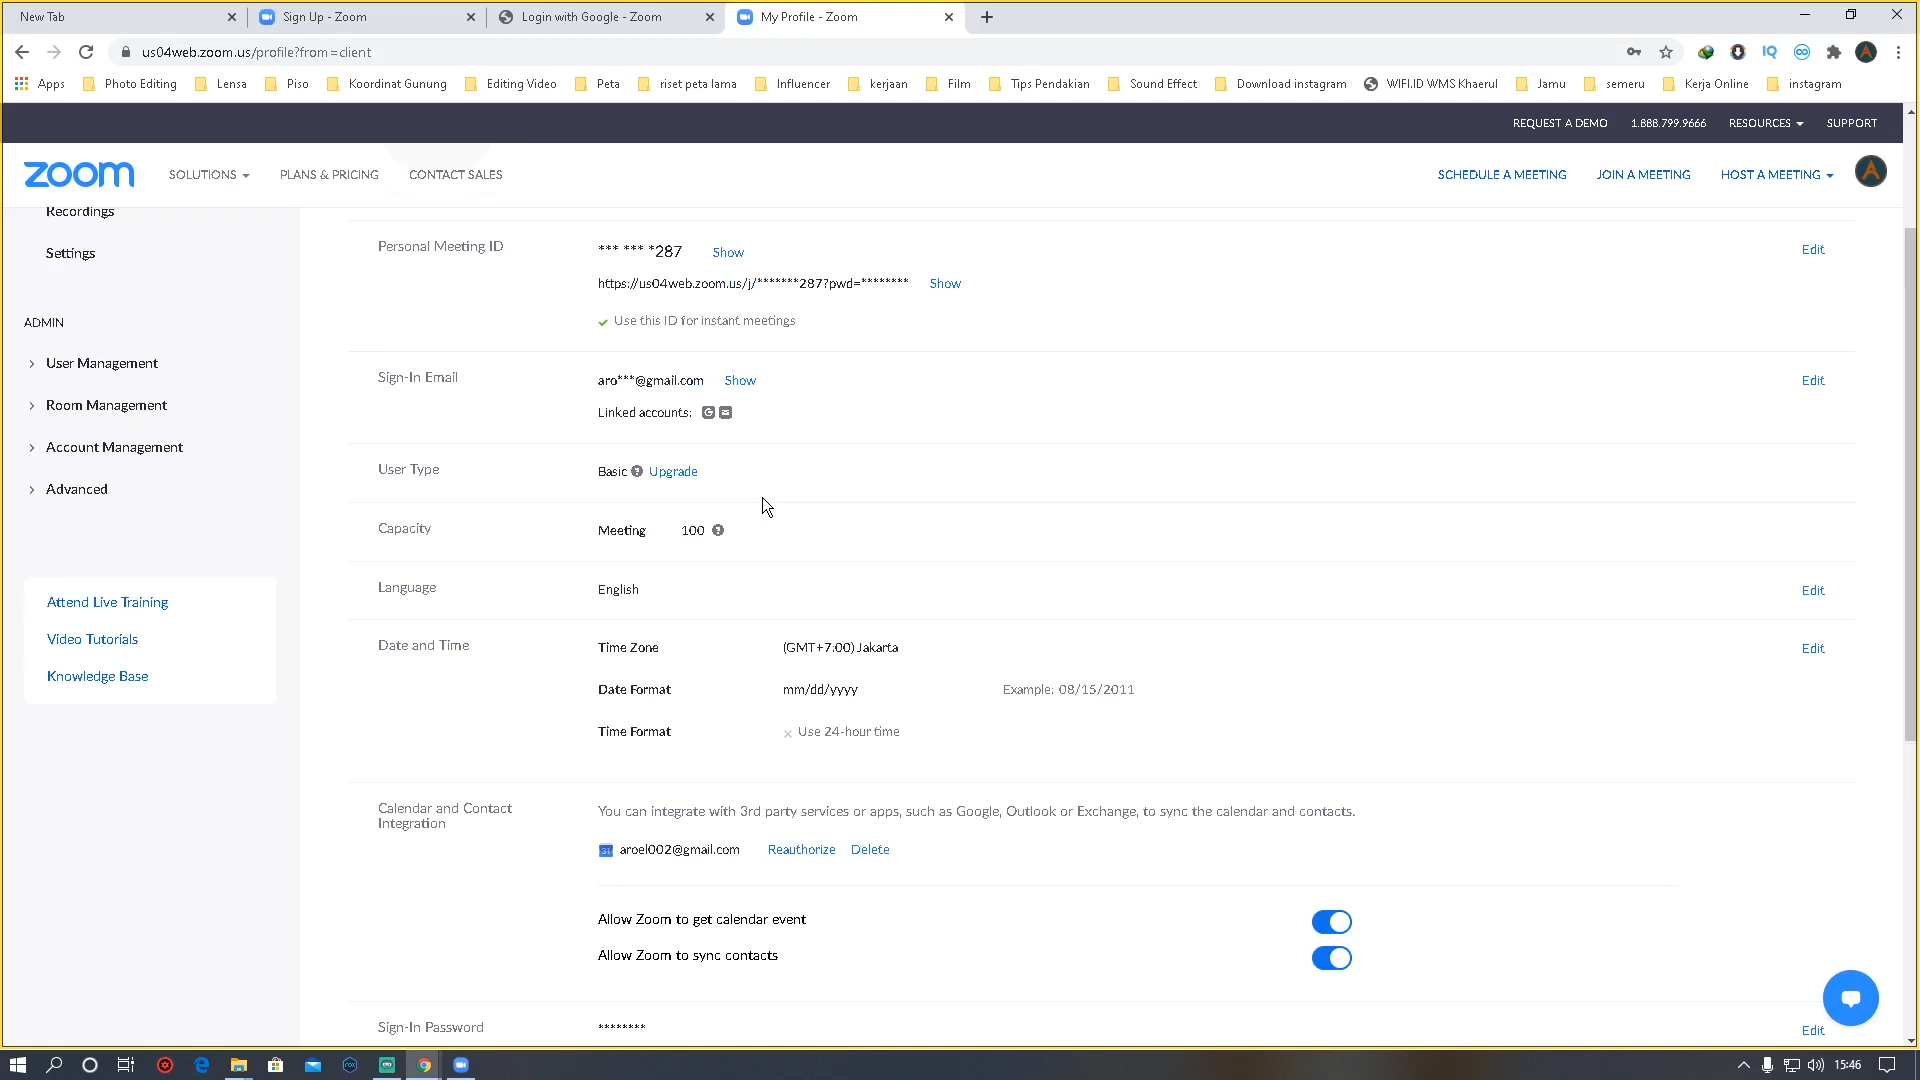 New Tab
Sign Up - Zoom
Login with Google - Zoom
My Profile - Zoom
us04web.zoom.us/profile?from=client
IQ
Apps
Photo Editing
Lensa
Piso
Koordinat Gunung
Editing Video
Peta
riset peta lama
Influencer
kerjaan
Film
Tips Pendakian
Sound Effect
Download instagram
WIFI.ID WMS Khaerul
Jamu
semeru
Kerja Online
instagram
REQUEST A DEMO
1.888.799.9666
RESOURCES
SUPPORT
zoom
SOLUTIONS
PLANS & PRICING
CONTACT SALES
SCHEDULE A MEETING
JOIN A MEETING
HOST A MEETING
Recordings
Settings
ADMIN
User Management
Room Management
Account Management
Advanced
Attend Live Training
Video Tutorials
Knowledge Base
Personal Meeting ID
*** *** *287 Show
Edit
https://us04web.zoom.us/j/*******287?pwd=******** Show
Use this ID for instant meetings
Sign-In Email
aro***@gmail.com Show
Edit
Linked accounts:
User Type
Basic Upgrade
Capacity
Meeting 100
Language
English
Edit
Date and Time
Time Zone (GMT+7:00) Jakarta
Edit
Date Format mm/dd/yyyy Example: 08/15/2011
Time Format Use 24-hour time
Calendar and Contact
Integration
You can integrate with 3rd party services or apps, such as Google, Outlook or Exchange, to sync the calendar and contacts.
31 aroel002@gmail.com Reauthorize Delete
Allow Zoom to get calendar event
Allow Zoom to sync contacts
Sign-In Password
********
Edit
15:46